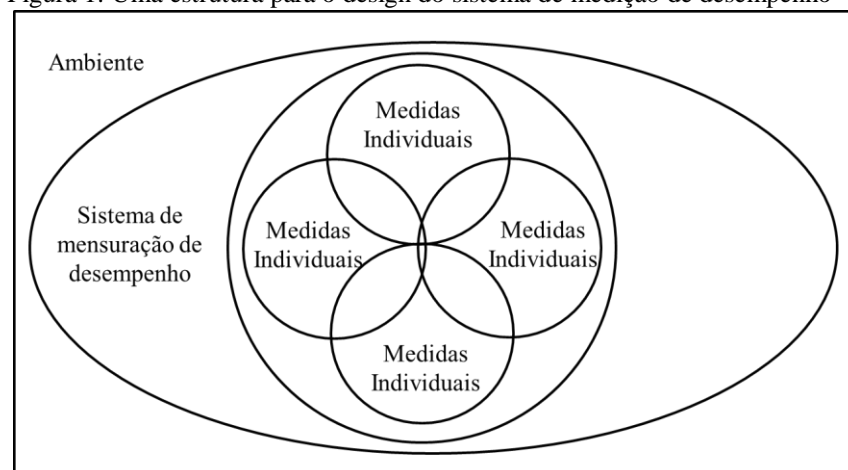 Figura 1: Uma estrutura para o design do sistema de medição de desempenho
Ambiente
Medidas
Individuais
Sistema de
mensuração de
desempenho
Medidas
Individuais
Medidas
Individuais
Medidas
Individuais